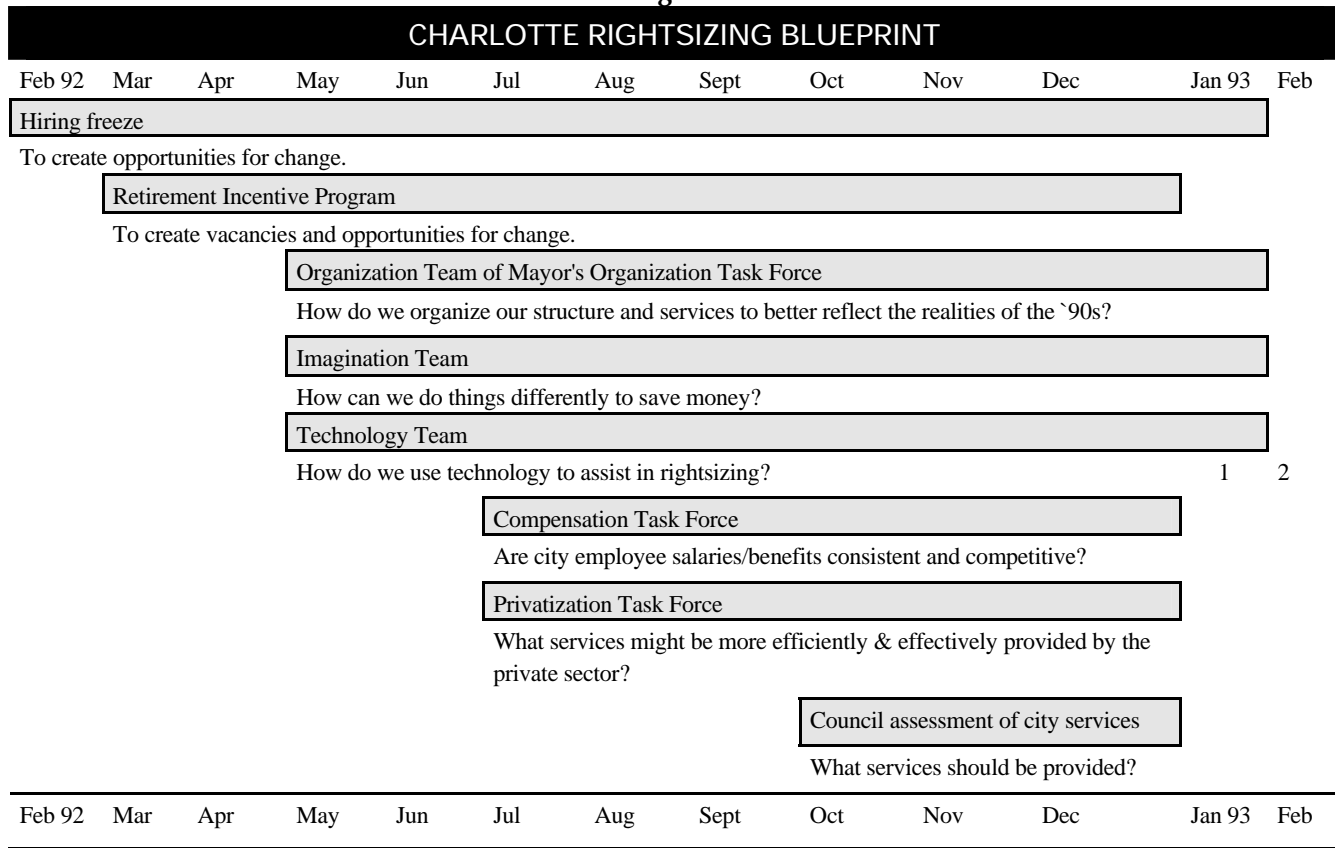 CHARLOTTE RIGHTSIZING BLUEPRINT
Feb 92 Mar Apr May Jun Jul Aug Sept Oct Nov Dec Jan 93 Feb
Hiring freeze
To create opportunities for change.
Retirement Incentive Program
To create vacancies and opportunities for change.
Organization Team of Mayor's Organization Task Force
How do we organize our structure and services to better reflect the realities of the `90s?
Imagination Team
How can we do things differently to save money?
Technology Team
How do we use technology to assist in rightsizing? 1 2
Compensation Task Force
Are city employee salaries/benefits consistent and competitive?
Privatization Task Force
What services might be more efficiently & effectively provided by the
private sector?
Council assessment of city services
What services should be provided?
Feb 92 Mar Apr May Jun Jul Aug Sept Oct Nov Dec Jan 93 Feb